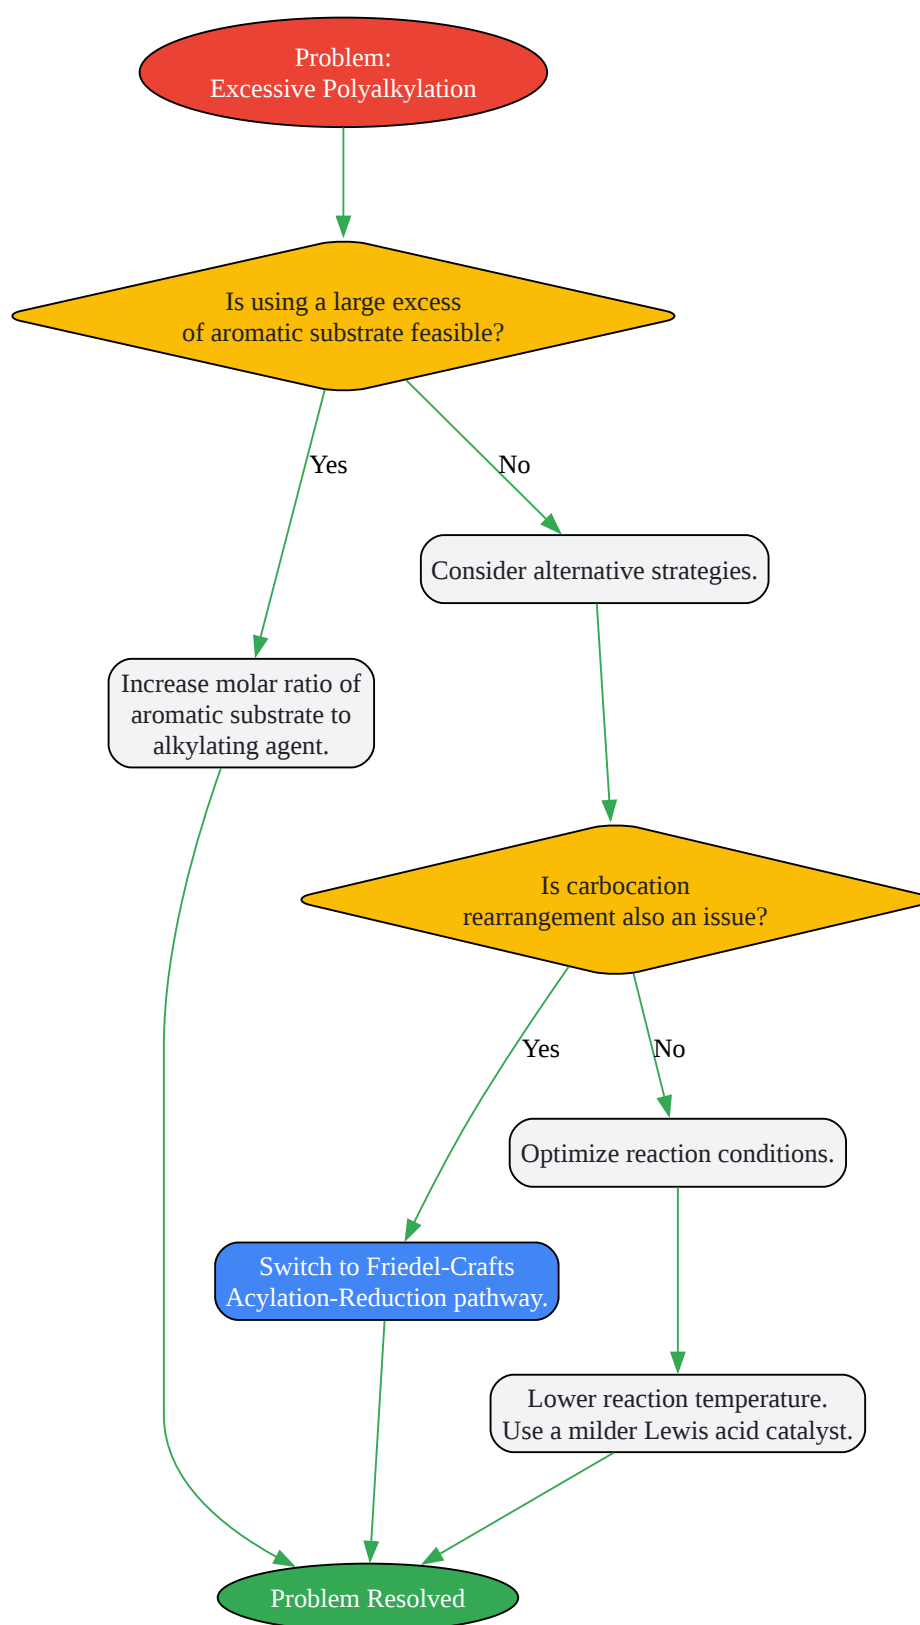 Problem:
Excessive Polyalkylation
Is using a large excess
of aromatic substrate feasible?
Yes
No
Consider alternative strategies.
Increase molar ratio of
aromatic substrate to
alkylating agent.
Is carbocation
rearrangement also an issue?
Yes
No
Optimize reaction conditions.
Switch to Friedel-Crafts
Acylation-Reduction pathway.
Lower reaction temperature.
Use a milder Lewis acid catalyst.
Problem Resolved